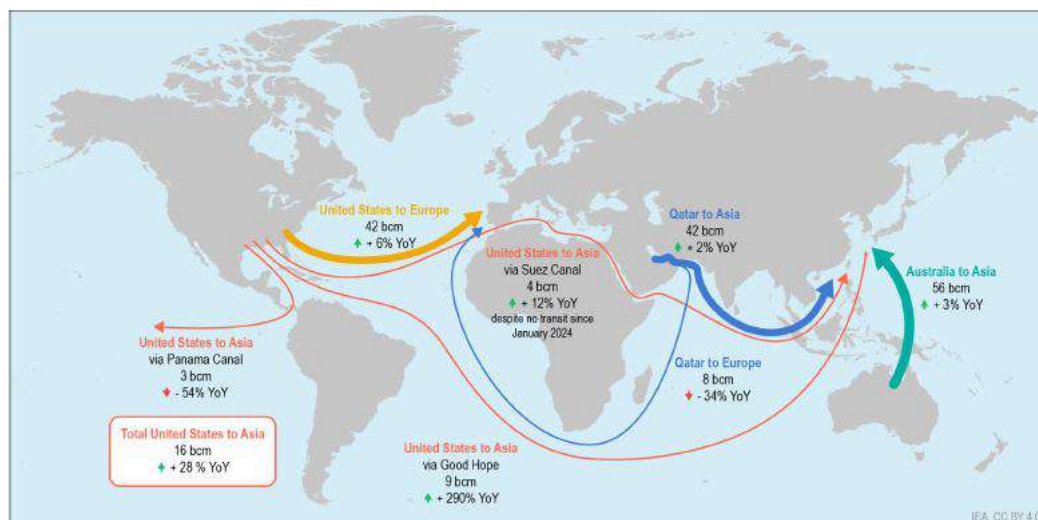 United States to Europe
42 bcm
+ 6% YoY
United States to Asia
via Suez Canal
4 bcm
+ 12% YoY
despite no transit since
January 2024
Qatar to Asia
42 bcm
+ 2% YoY
Australia to Asia
56 bcm
+ 3% YoY
United States to Asia
via Panama Canal
3 bcm
- 54% YoY
Qatar to Europe
8 bcm
- 34% YoY
Total United States to Asia
16 bcm
+ 28 % YoY
United States to Asia
via Good Hope
9 bcm
+ 290% YoY
IEA. CC BY 4.0